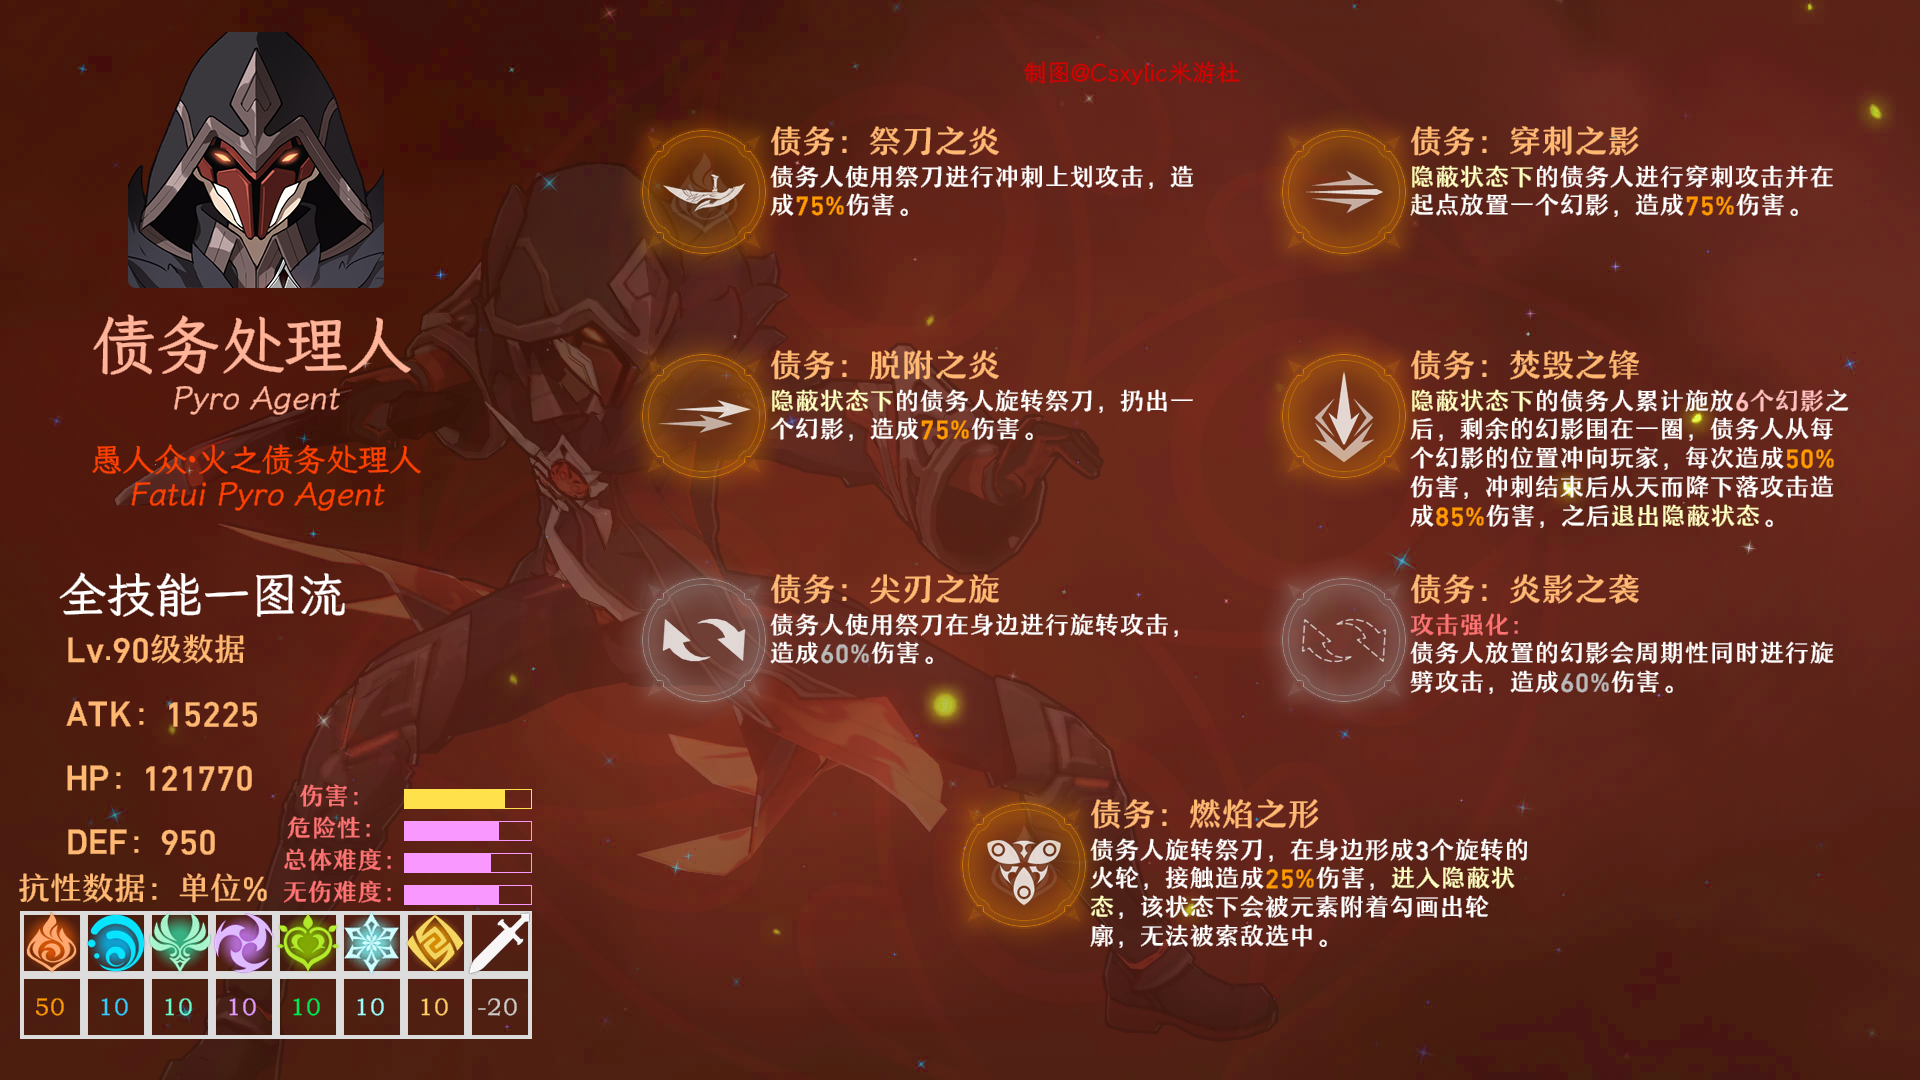 制图@Csxylic米游社
债务处理人
Pyro Agent
愚人众·火之债务处理人
Fatui Pyro Agent
全技能一图流
Lv.90级数据
ATK：15225
HP：121770
DEF：950
抗性数据：单位%
伤害：
危险性：
总体难度：
无伤难度：
50 10 10 10 10 10 10 -20
债务：祭刀之炎
债务人使用祭刀进行冲刺上划攻击，造
成75%伤害。
债务：穿刺之影
隐蔽状态下的债务人进行穿刺攻击并在
起点放置一个幻影，造成75%伤害。
债务：脱附之炎
隐蔽状态下的债务人旋转祭刀，扔出一
个幻影，造成75%伤害。
债务：焚毁之锋
隐蔽状态下的债务人累计施放6个幻影之
后，剩余的幻影围在一圈，债务人从每
个幻影的位置冲向玩家，每次造成50%
伤害，冲刺结束后从天而降下落攻击造
成85%伤害，之后退出隐蔽状态。
债务：尖刃之旋
债务人使用祭刀在身边进行旋转攻击，
造成60%伤害。
债务：炎影之袭
攻击强化：
债务人放置的幻影会周期性同时进行旋
劈攻击，造成60%伤害。
债务：燃焰之形
债务人旋转祭刀，在身边形成3个旋转的
火轮，接触造成25%伤害，进入隐蔽状
态，该状态下会被元素附着勾画出轮
廓，无法被索敌选中。